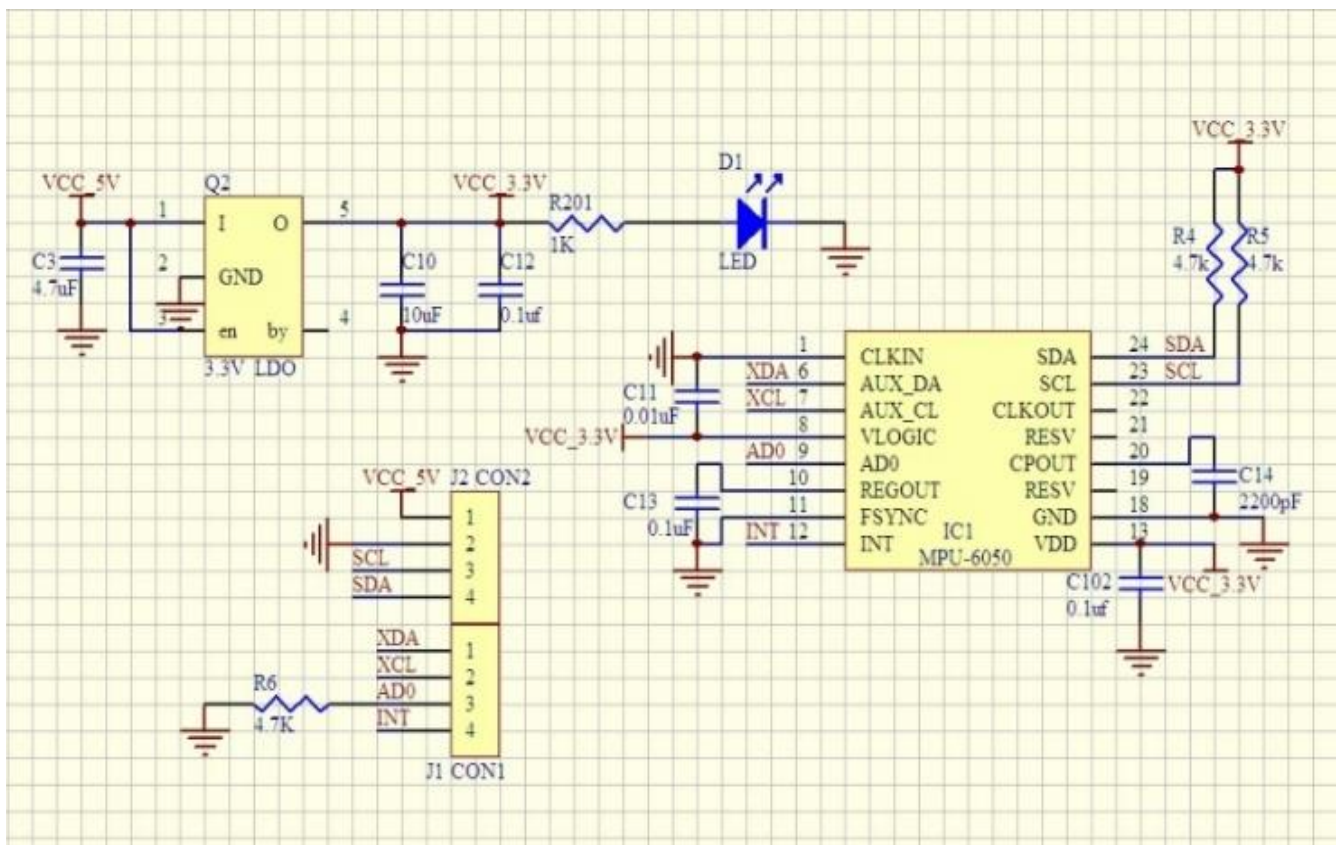 VCC_5V
Q2
1
I
O
5
C3
4.7uF
2
GND
3
en
by
4
3.3V LDO
VCC_3.3V
C10
10uF
C12
0.1uf
R201
1K
D1
LED
VCC_3.3V
R4
4.7k
R5
4.7k
1
CLKIN
XDA 6
AUX_DA
XCL 7
AUX_CL
8
VLOGIC
AD0 9
AD0
10
REGOUT
11
FSYNC
INT 12
INT
C11
0.01uF
VCC_3.3V
C13
0.1uF
SDA
24 SDA
SCL
23 SCL
CLKOUT
22
RESV
21
CPOUT
20
RESV
19
GND
18
VDD
13
IC1
MPU-6050
C14
2200pF
C102
0.1uf
VCC_3.3V
VCC_5V
J2 CON2
1
2
SCL
3
SDA
4
XDA
1
XCL
2
AD0
3
INT
4
R6
4.7K
J1 CON1